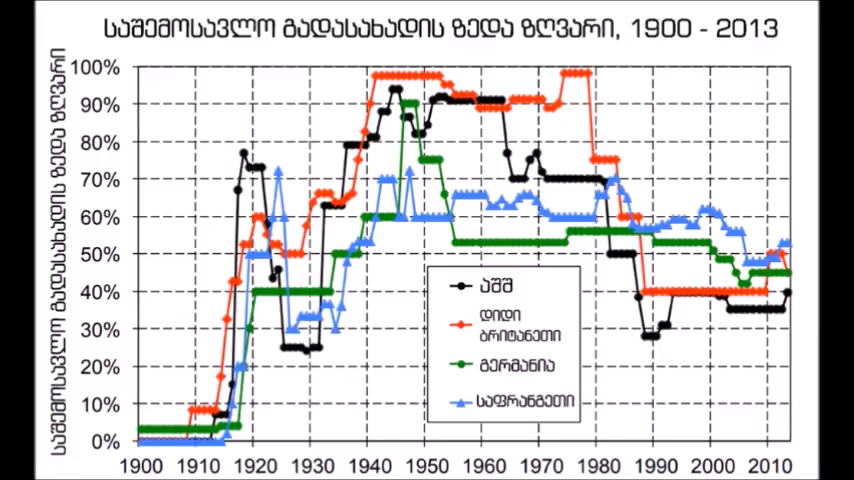 საშემოსავლო გადასახადის ზედა ზღვარი, 1900 - 2013
საშემოსავლო გადასახადის ზედა ზღვარი
100%
90%
80%
70%
60%
50%
40%
30%
20%
10%
0%
აშშ
დიდი
ბრიტანეთი
გერმანია
საფრანგეთი
1900 1910 1920 1930 1940 1950 1960 1970 1980 1990 2000 2010